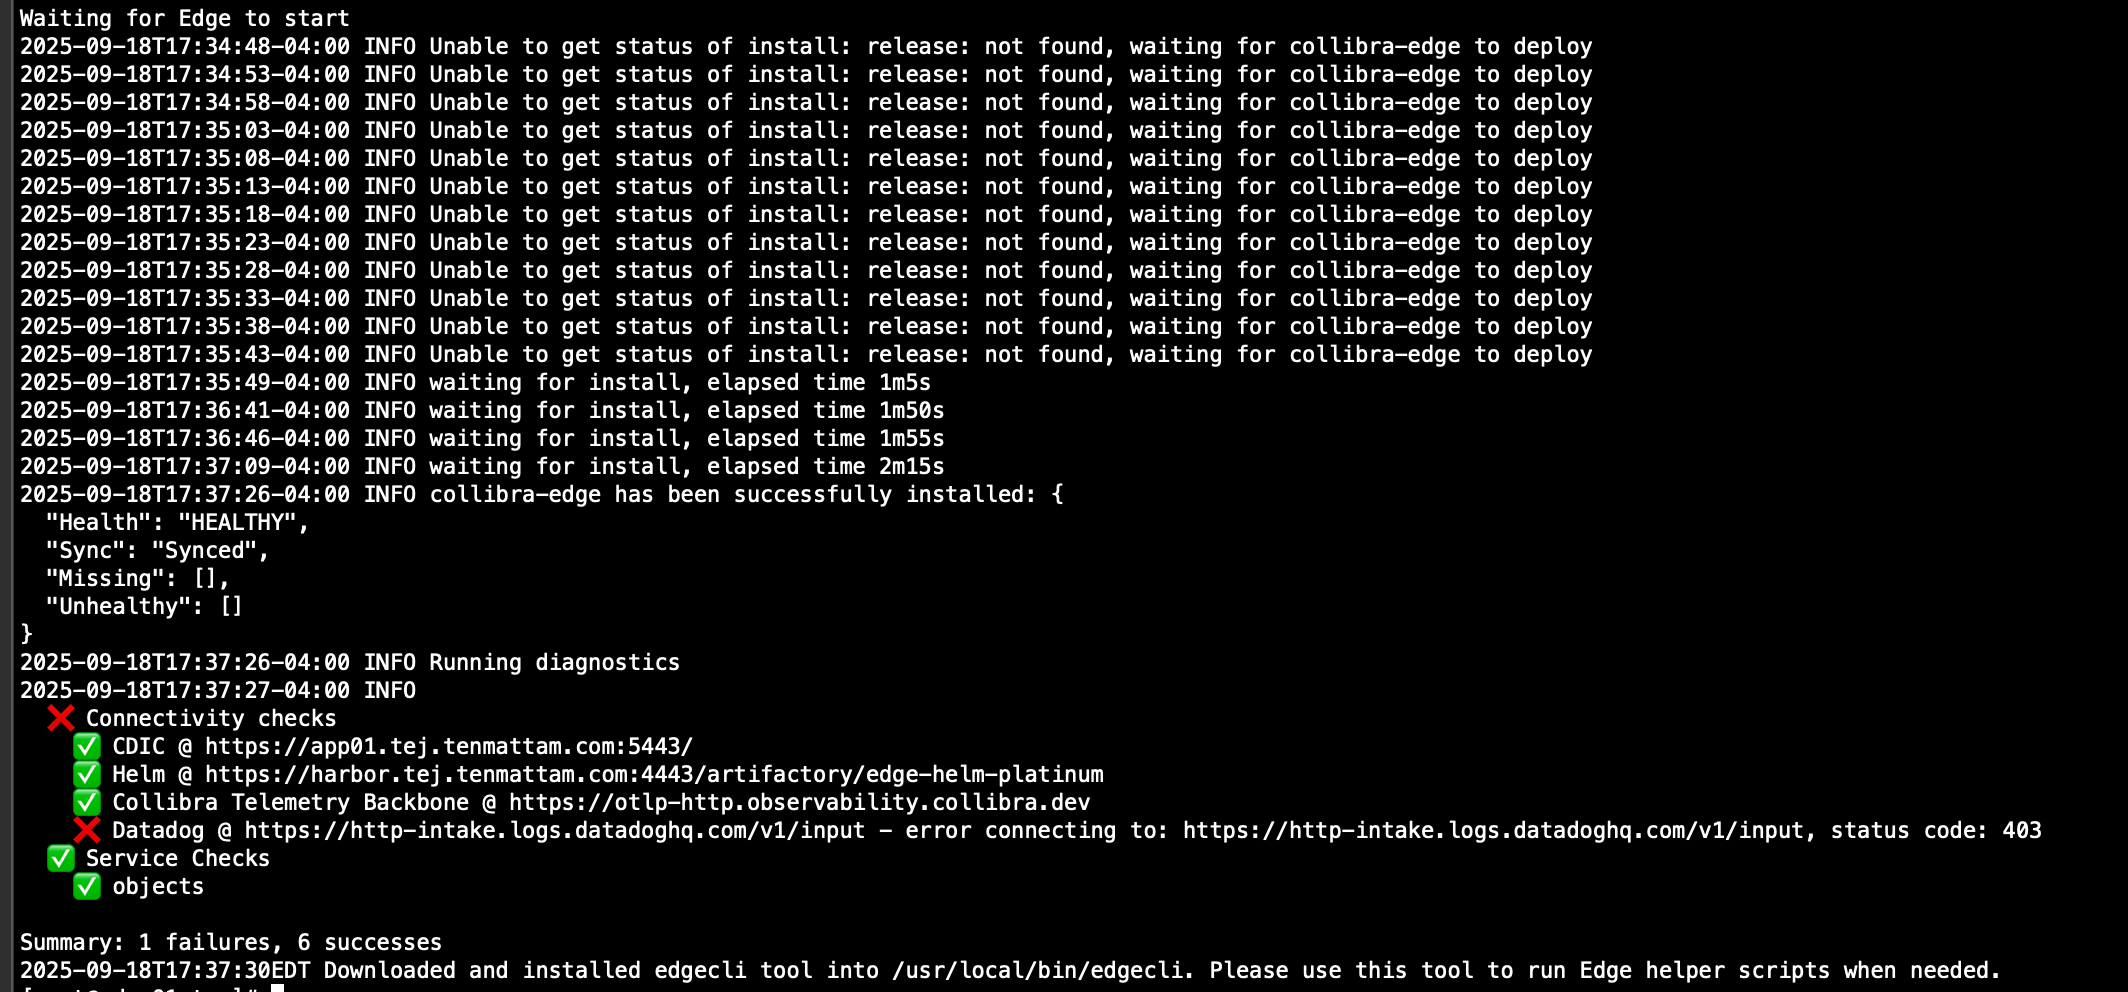 Waiting for Edge to start
2025-09-18T17:34:48-04:00 INFO Unable to get status of install: release: not found, waiting for collibra-edge to deploy
2025-09-18T17:34:53-04:00 INFO Unable to get status of install: release: not found, waiting for collibra-edge to deploy
2025-09-18T17:34:58-04:00 INFO Unable to get status of install: release: not found, waiting for collibra-edge to deploy
2025-09-18T17:35:03-04:00 INFO Unable to get status of install: release: not found, waiting for collibra-edge to deploy
2025-09-18T17:35:08-04:00 INFO Unable to get status of install: release: not found, waiting for collibra-edge to deploy
2025-09-18T17:35:13-04:00 INFO Unable to get status of install: release: not found, waiting for collibra-edge to deploy
2025-09-18T17:35:18-04:00 INFO Unable to get status of install: release: not found, waiting for collibra-edge to deploy
2025-09-18T17:35:23-04:00 INFO Unable to get status of install: release: not found, waiting for collibra-edge to deploy
2025-09-18T17:35:28-04:00 INFO Unable to get status of install: release: not found, waiting for collibra-edge to deploy
2025-09-18T17:35:33-04:00 INFO Unable to get status of install: release: not found, waiting for collibra-edge to deploy
2025-09-18T17:35:38-04:00 INFO Unable to get status of install: release: not found, waiting for collibra-edge to deploy
2025-09-18T17:35:43-04:00 INFO Unable to get status of install: release: not found, waiting for collibra-edge to deploy
2025-09-18T17:35:49-04:00 INFO waiting for install, elapsed time 1m5s
2025-09-18T17:36:41-04:00 INFO waiting for install, elapsed time 1m50s
2025-09-18T17:36:46-04:00 INFO waiting for install, elapsed time 1m55s
2025-09-18T17:37:09-04:00 INFO waiting for install, elapsed time 2m15s
2025-09-18T17:37:26-04:00 INFO collibra-edge has been successfully installed: {
  "Health": "HEALTHY",
  "Sync": "Synced",
  "Missing": [],
  "Unhealthy": []
}
2025-09-18T17:37:26-04:00 INFO Running diagnostics
2025-09-18T17:37:27-04:00 INFO
  ❌ Connectivity checks
    ✅ CDIC @ https://app01.tej.tenmattam.com:5443/
    ✅ Helm @ https://harbor.tej.tenmattam.com:4443/artifactory/edge-helm-platinum
    ✅ Collibra Telemetry Backbone @ https://otlp-http.observability.collibra.dev
    ❌ Datadog @ https://http-intake.logs.datadoghq.com/v1/input - error connecting to: https://http-intake.logs.datadoghq.com/v1/input, status code: 403
  ✅ Service Checks
    ✅ objects
Summary: 1 failures, 6 successes
2025-09-18T17:37:30EDT Downloaded and installed edgecli tool into /usr/local/bin/edgecli. Please use this tool to run Edge helper scripts when needed.